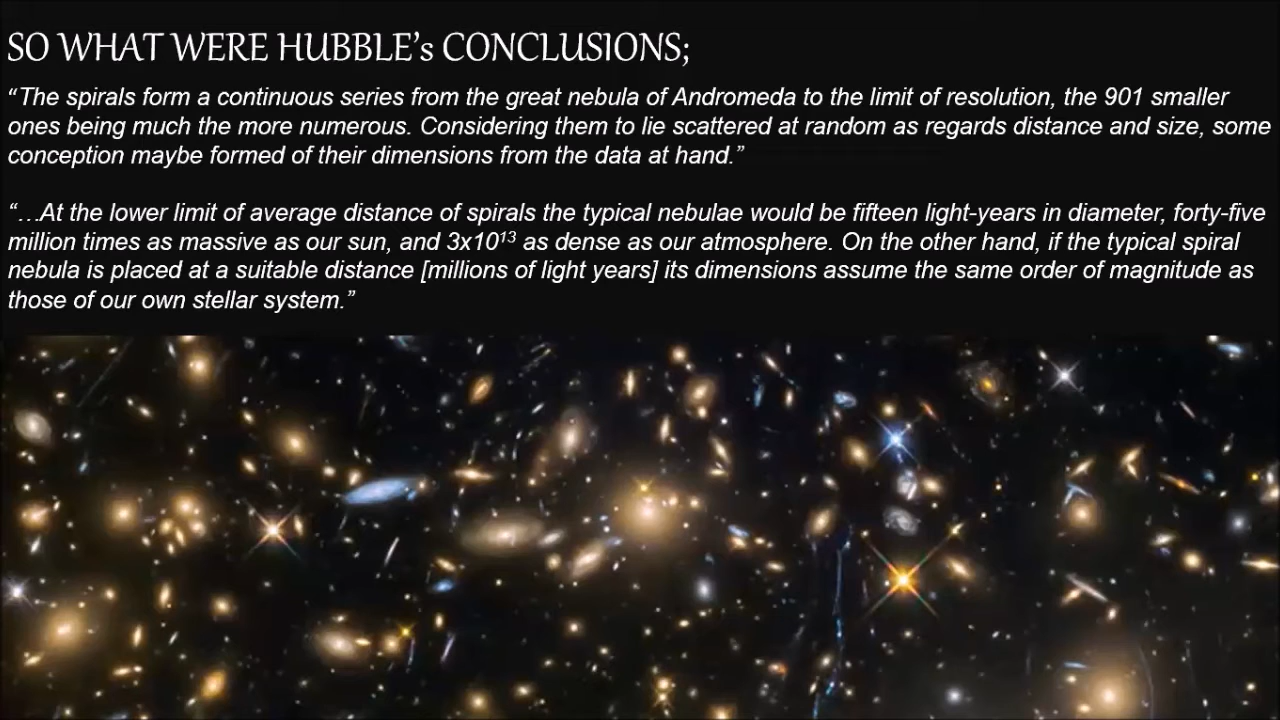 SO WHAT WERE HUBBLE's CONCLUSIONS;
“The spirals form a continuous series from the great nebula of Andromeda to the limit of resolution, the 901 smaller
ones being much the more numerous. Considering them to lie scattered at random as regards distance and size, some
conception maybe formed of their dimensions from the data at hand.”
“…At the lower limit of average distance of spirals the typical nebulae would be fifteen light-years in diameter, forty-five
million times as massive as our sun, and 3x10¹³ as dense as our atmosphere. On the other hand, if the typical spiral
nebula is placed at a suitable distance [millions of light years] its dimensions assume the same order of magnitude as
those of our own stellar system.”